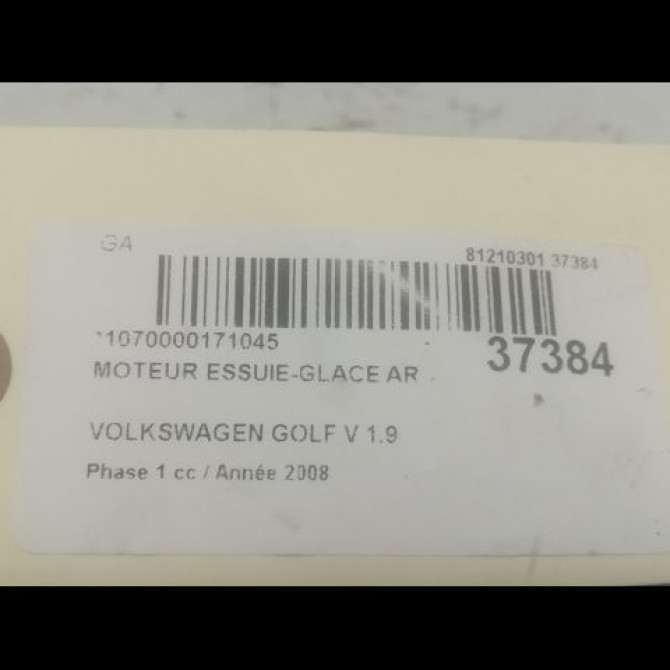 G4
81210301 37384
*1070000171045
37384
MOTEUR ESSUIE-GLACE AR
VOLKSWAGEN GOLF V 1.9
Phase 1 cc / Année 2008